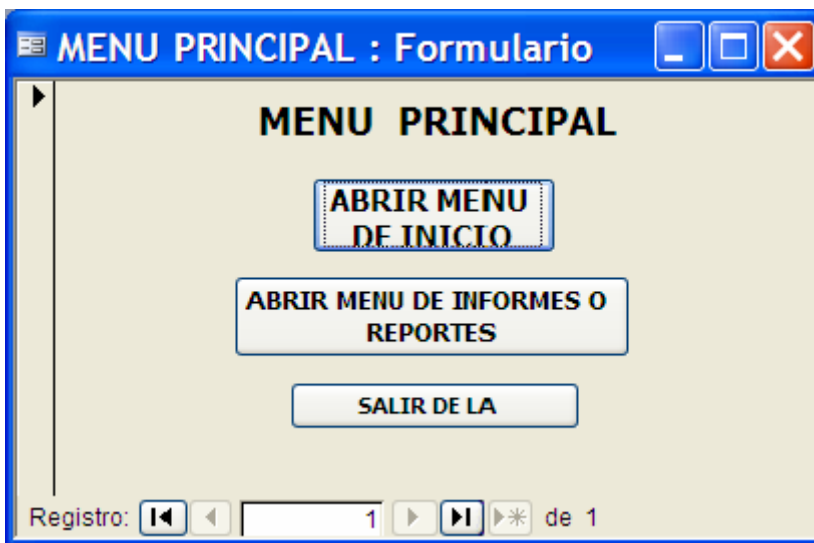 MENU PRINCIPAL : Formulario
MENU PRINCIPAL
ABRIR MENU
DE INICIO
ABRIR MENU DE INFORMES O
REPORTES
SALIR DE LA
Registro: 1 de 1